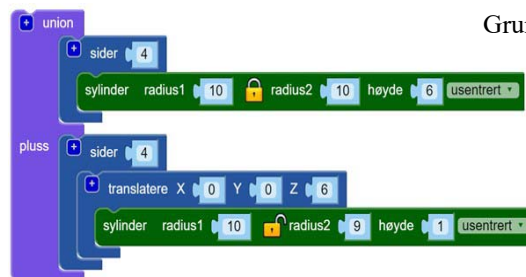 union
Grun
sider 4
sylinder radius1 10 radius2 10 høyde 6 usentrert
pluss
sider 4
translatere X 0 Y 0 Z 6
sylinder radius1 10 radius2 9 høyde 1 usentrert